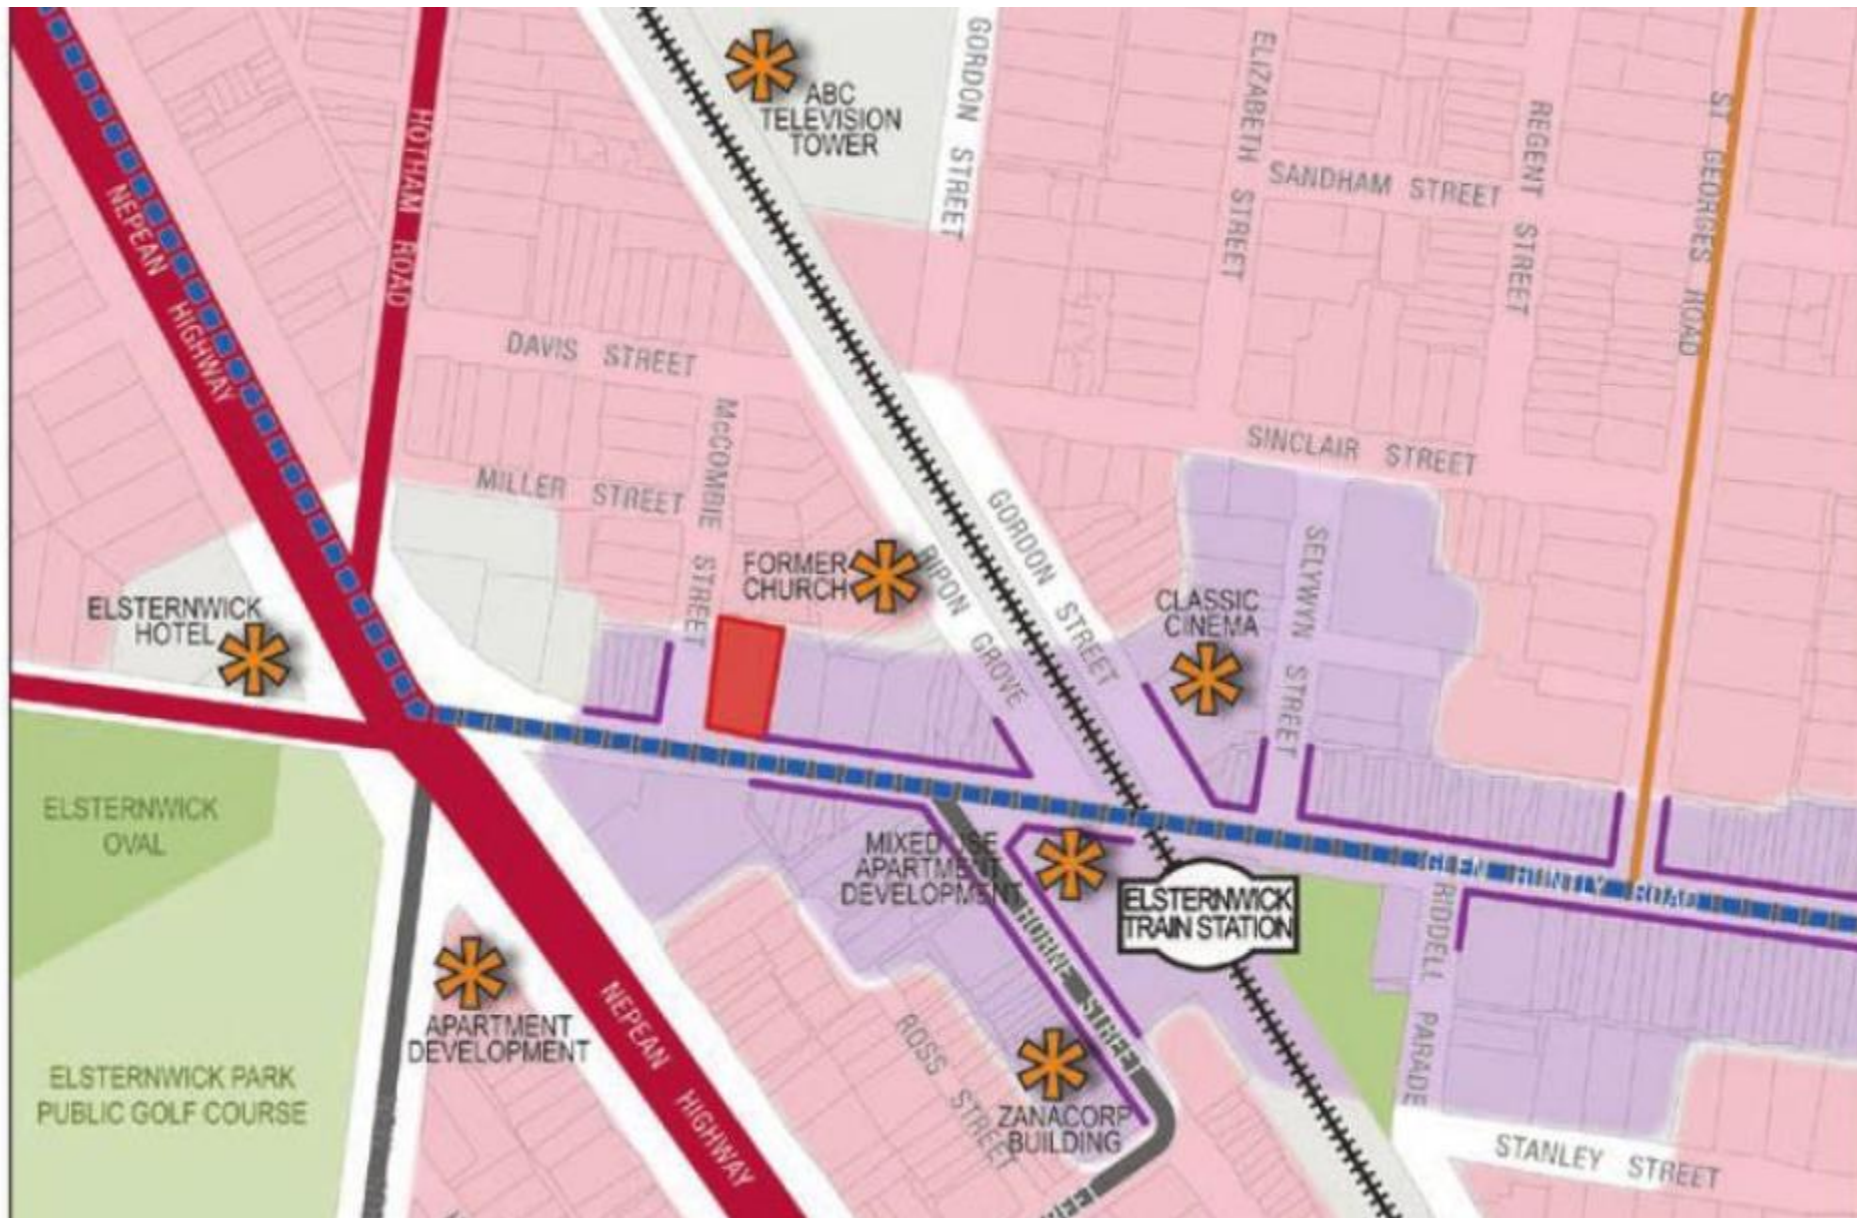 ABC
TELEVISION
TOWER
GORDON STREET
ELIZABETH STREET
SANDHAM STREET
REGENT STREET
ST GEORGES ROAD
HOTHAM ROAD
NEPEAN HIGHWAY
DAVIS STREET
McCOMBIE STREET
MILLER STREET
SINCLAIR STREET
GORDON STREET
RIPON GROVE
FORMER
CHURCH
CLASSIC
CINEMA
SELYWYN STREET
ELSTERNWICK
HOTEL
ELSTERNWICK
OVAL
MIXED USE
APARTMENT
DEVELOPMENT
GLEN HUNTLY ROAD
ELSTERNWICK
TRAIN STATION
RIDDELL PARADE
HORNE STREET
APARTMENT
DEVELOPMENT
NEPEAN HIGHWAY
ROSS STREET
ELSTERNWICK PARK
PUBLIC GOLF COURSE
ZANACORP
BUILDING
STANLEY STREET